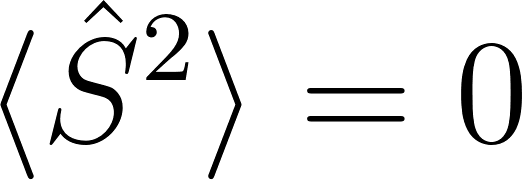 ⟨Ŝ²⟩ = 0